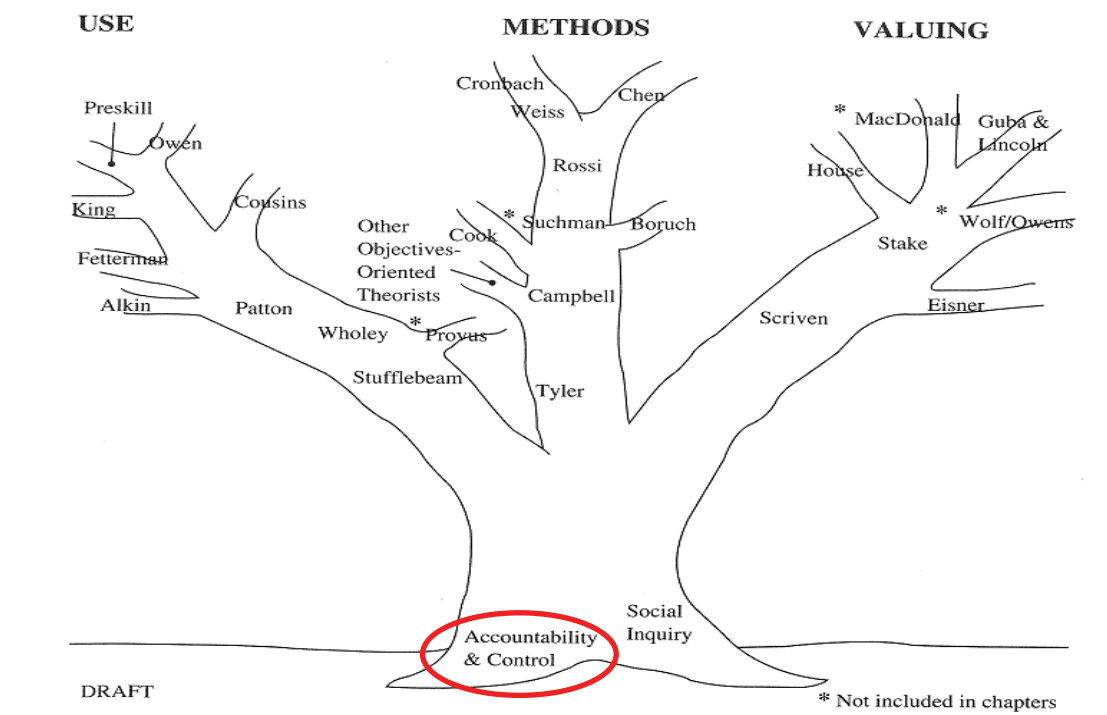 USE
METHODS
VALUING
Preskill
Owen
King
Cousins
Fetterman
Alkin
Patton
Wholey
* Provus
Stufflebeam
Other
Objectives-
Oriented
Theorists
Cronbach
Weiss
Chen
Rossi
* Suchman
Boruch
Cook
Campbell
Tyler
* MacDonald
Guba &
Lincoln
House
* Wolf/Owens
Stake
Eisner
Scriven
Accountability
& Control
Social
Inquiry
DRAFT
* Not included in chapters